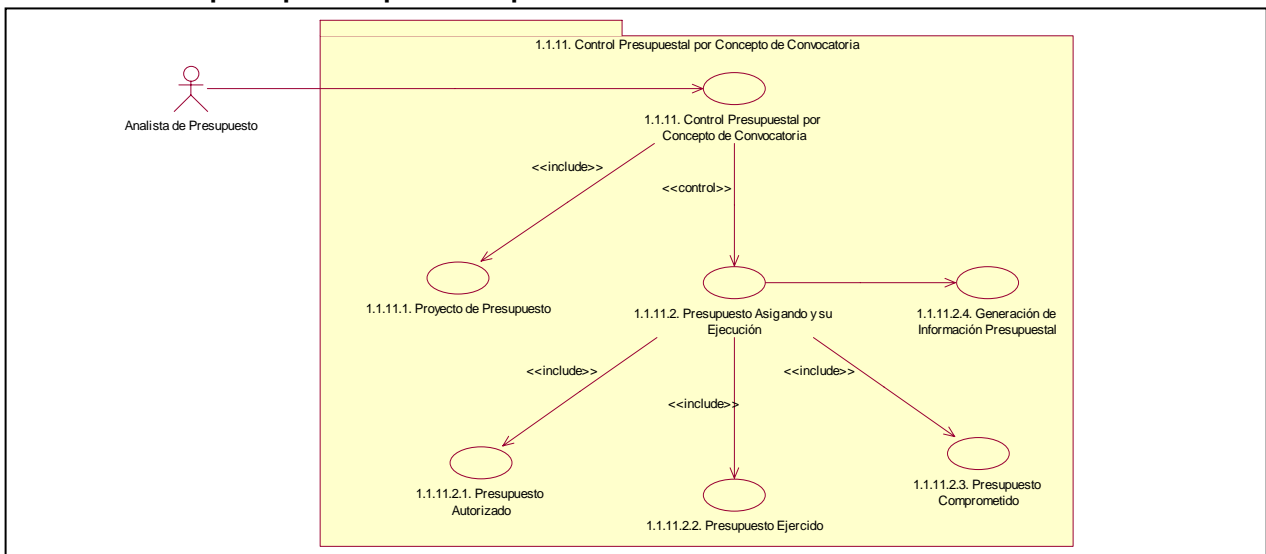 1.1.11. Control Presupuestal por Concepto de Convocatoria
Analista de Presupuesto
1.1.11. Control Presupuestal por
Concepto de Convocatoria
<<include>>
<<control>>
1.1.11.1. Proyecto de Presupuesto
1.1.11.2. Presupuesto Asigando y su
Ejecución
1.1.11.2.4. Generación de
Información Presupuestal
<<include>>
<<include>>
<<include>>
1.1.11.2.1. Presupuesto
Autorizado
1.1.11.2.2. Presupuesto Ejercido
1.1.11.2.3. Presupuesto
Comprometido